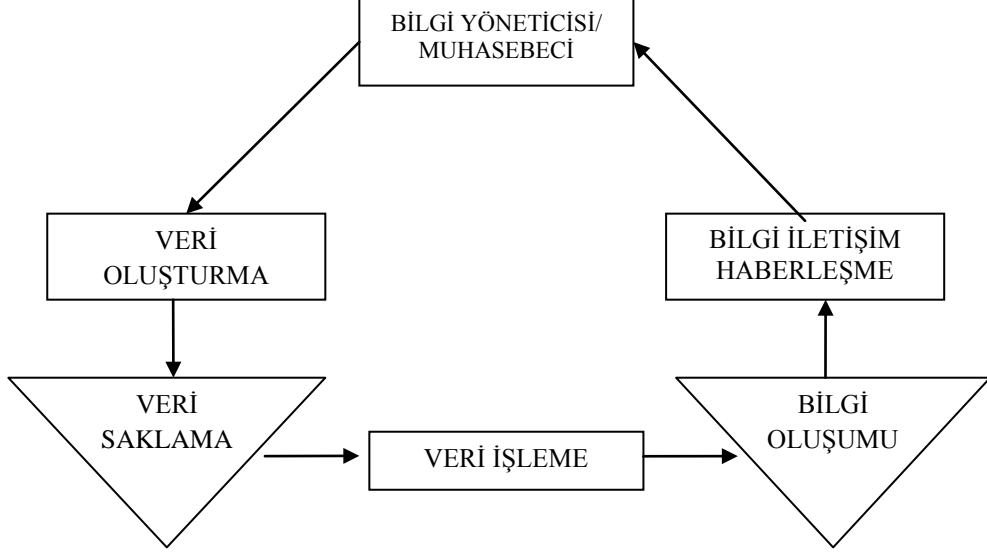 BİLGİ YÖNETİCİSİ/
MUHASEBECİ
VERİ
OLUŞTURMA
BİLGİ İLETİŞİM
HABERLEŞME
VERİ
SAKLAMA
VERİ İŞLEME
BİLGİ
OLUŞUMU